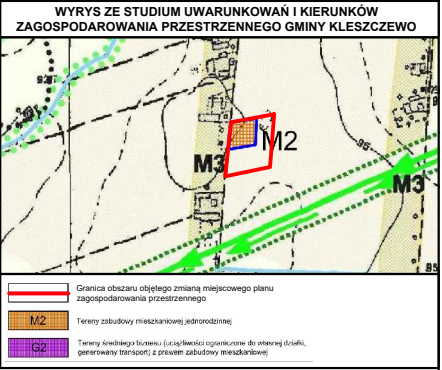 WYRYS ZE STUDIUM UWARUNKOWAŃ I KIERUNKÓW
ZAGOSPODAROWANIA PRZESTRZENNEGO GMINY KLESZCZEWO
M2
M3
M3
95
95
Granica obszaru objętego zmianą miejscowego planu
zagospodarowania przestrzennego
M2
Tereny zabudowy mieszkaniowej jednorodzinnej
G2
Tereny średniego biznesu (uciążliwości ograniczone do własnej działki,
generowany transport) z prawem zabudowy mieszkaniowej